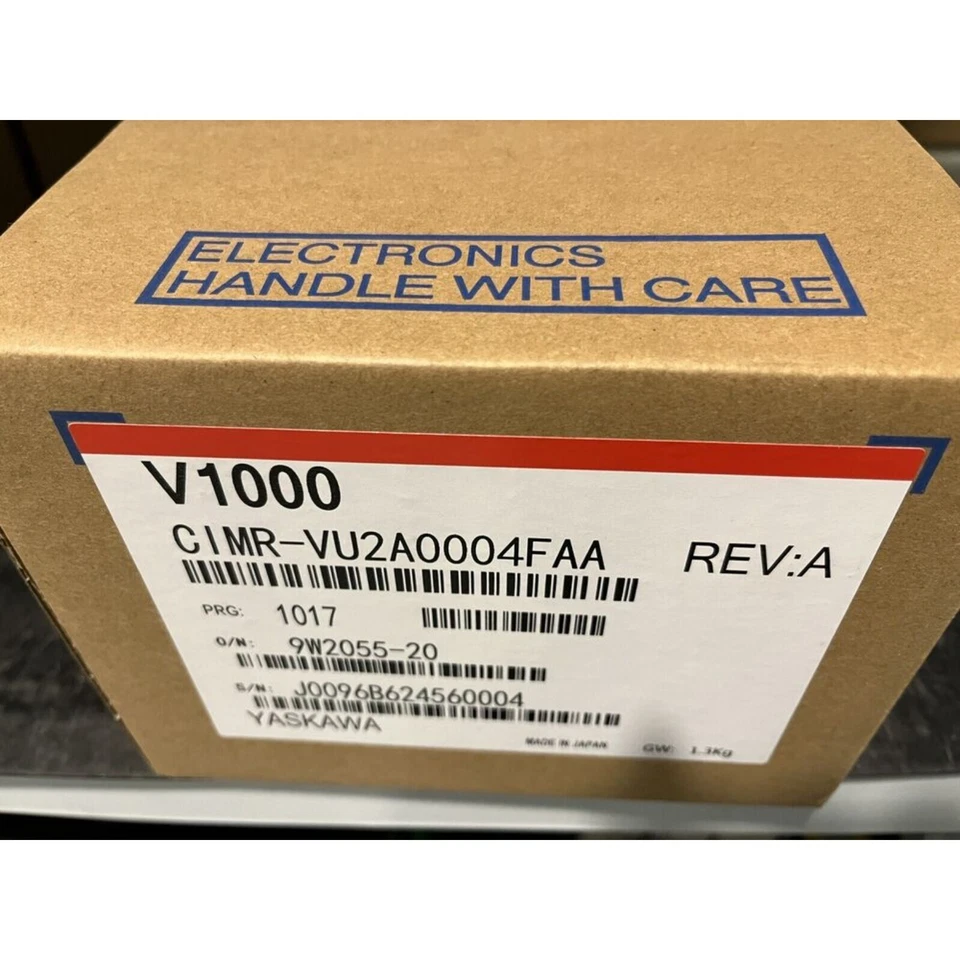 ELECTRONICS
HANDLE WITH CARE
V1000
CIMR-VU2A0004FAA REV:A
PRG: 1017
O/N: 9W2055-20
S/N: J0096B624560004
YASKAWA
MADE IN JAPAN GW: 1.3Kg